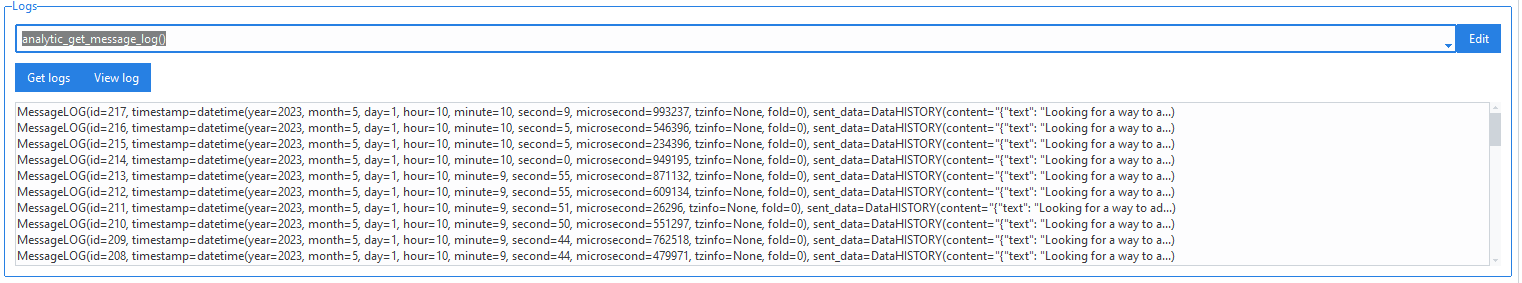 Logs
analytic_get_message_log()
Edit
Get logs View log
MessageLOG(id=217, timestamp=datetime(year=2023, month=5, day=1, hour=10, minute=10, second=9, microsecond=993237, tzinfo=None, fold=0), sent_data=DataHISTORY(content="{"text": "Looking for a way to a...)
MessageLOG(id=216, timestamp=datetime(year=2023, month=5, day=1, hour=10, minute=10, second=5, microsecond=546396, tzinfo=None, fold=0), sent_data=DataHISTORY(content="{"text": "Looking for a way to a...)
MessageLOG(id=215, timestamp=datetime(year=2023, month=5, day=1, hour=10, minute=10, second=5, microsecond=234396, tzinfo=None, fold=0), sent_data=DataHISTORY(content="{"text": "Looking for a way to a...)
MessageLOG(id=214, timestamp=datetime(year=2023, month=5, day=1, hour=10, minute=10, second=0, microsecond=949195, tzinfo=None, fold=0), sent_data=DataHISTORY(content="{"text": "Looking for a way to a...)
MessageLOG(id=213, timestamp=datetime(year=2023, month=5, day=1, hour=10, minute=9, second=55, microsecond=871132, tzinfo=None, fold=0), sent_data=DataHISTORY(content="{"text": "Looking for a way to a...)
MessageLOG(id=212, timestamp=datetime(year=2023, month=5, day=1, hour=10, minute=9, second=55, microsecond=609134, tzinfo=None, fold=0), sent_data=DataHISTORY(content="{"text": "Looking for a way to a...)
MessageLOG(id=211, timestamp=datetime(year=2023, month=5, day=1, hour=10, minute=9, second=51, microsecond=26296, tzinfo=None, fold=0), sent_data=DataHISTORY(content="{"text": "Looking for a way to ad...)
MessageLOG(id=210, timestamp=datetime(year=2023, month=5, day=1, hour=10, minute=9, second=50, microsecond=551297, tzinfo=None, fold=0), sent_data=DataHISTORY(content="{"text": "Looking for a way to a...)
MessageLOG(id=209, timestamp=datetime(year=2023, month=5, day=1, hour=10, minute=9, second=44, microsecond=762518, tzinfo=None, fold=0), sent_data=DataHISTORY(content="{"text": "Looking for a way to a...)
MessageLOG(id=208, timestamp=datetime(year=2023, month=5, day=1, hour=10, minute=9, second=44, microsecond=479971, tzinfo=None, fold=0), sent_data=DataHISTORY(content="{"text": "Looking for a way to a...)